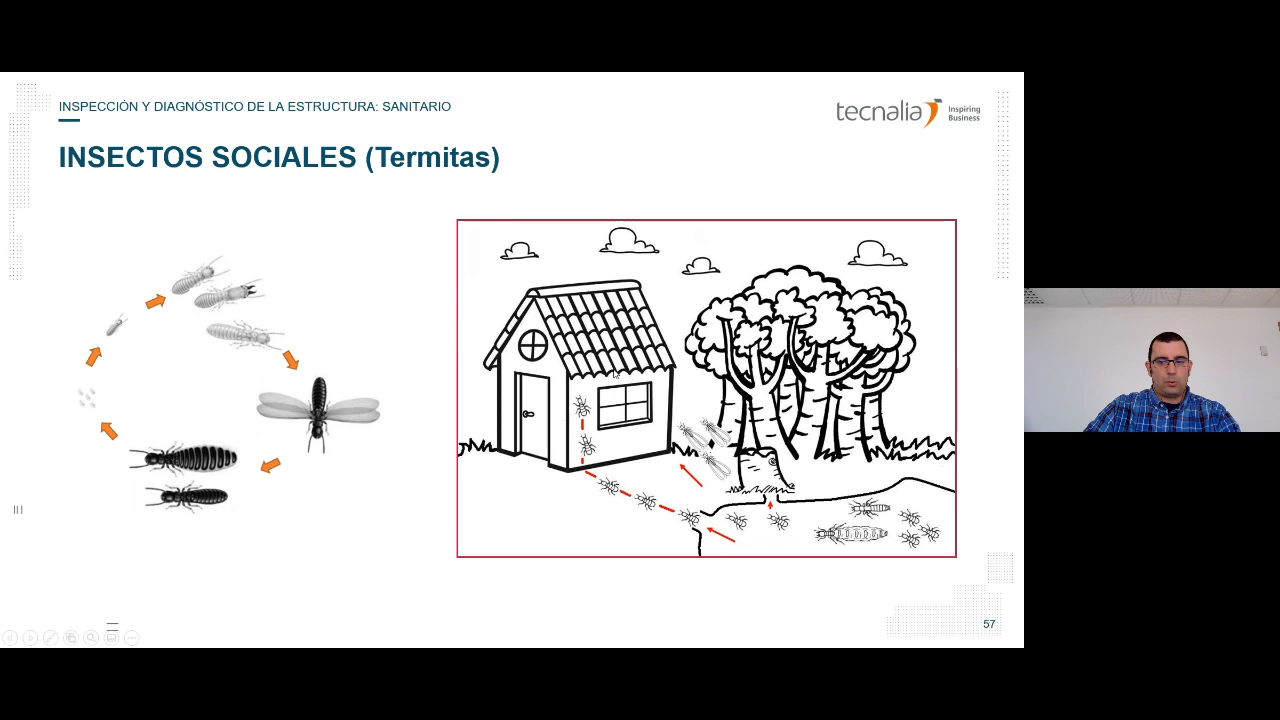 INSPECCIÓN Y DIAGNÓSTICO DE LA ESTRUCTURA: SANITARIO
tecnalia Inspiring
Business
INSECTOS SOCIALES (Termitas)
57